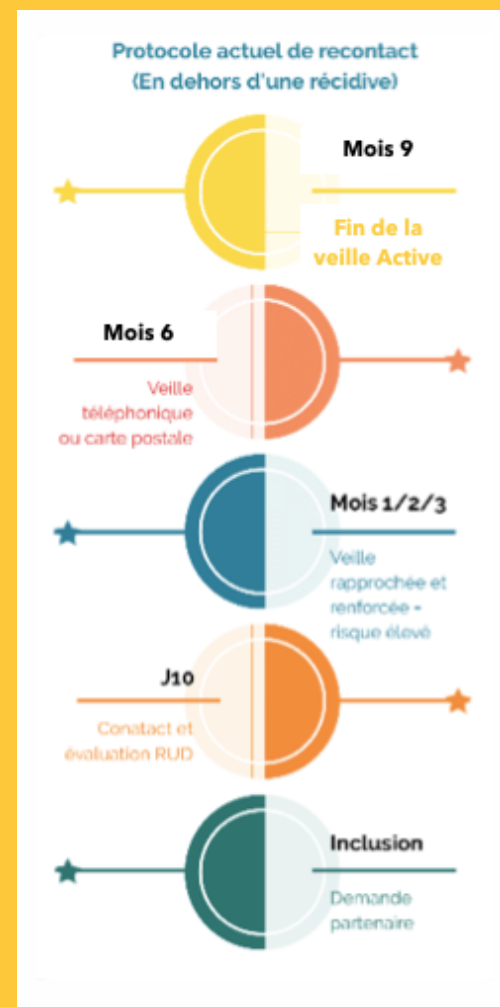 Protocole actuel de recontact
(En dehors d'une récidive)
Mois 9
Fin de la
veille Active
Mois 6
Veille
téléphonique
ou carte postale
Mois 1/2/3
Veille
rapprochée et
renforcée -
risque élevé
J10
Conatact et
évaluation RUD
Inclusion
Demande
partenaire